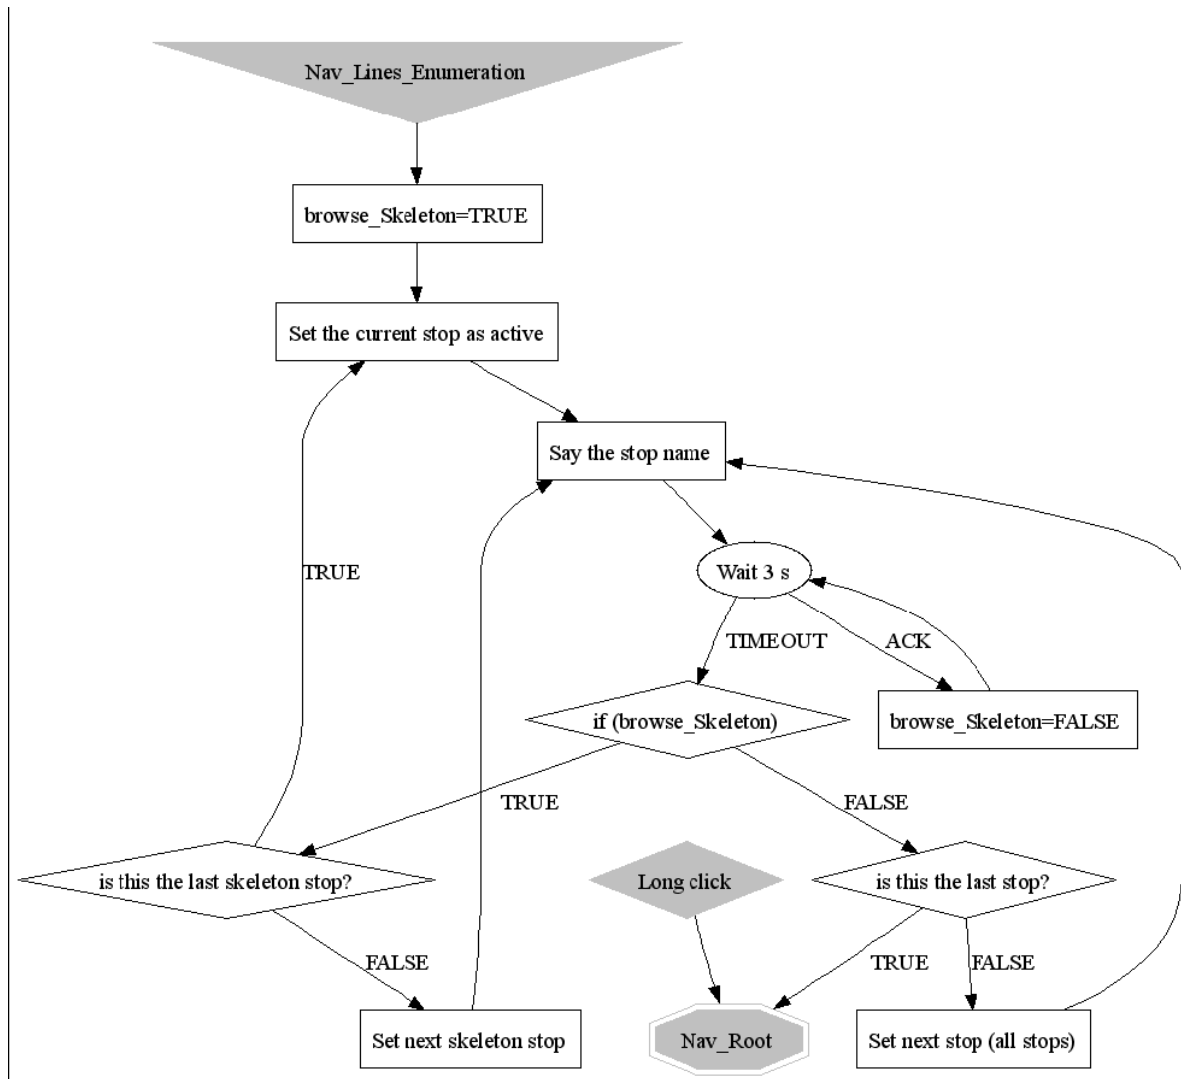 Nav_Lines_Enumeration
browse_Skeleton=TRUE
Set the current stop as active
Say the stop name
TRUE
Wait 3 s
TIMEOUT
ACK
if (browse_Skeleton)
browse_Skeleton=FALSE
TRUE
FALSE
is this the last skeleton stop?
Long click
is this the last stop?
FALSE
TRUE
FALSE
Set next skeleton stop
Nav_Root
Set next stop (all stops)